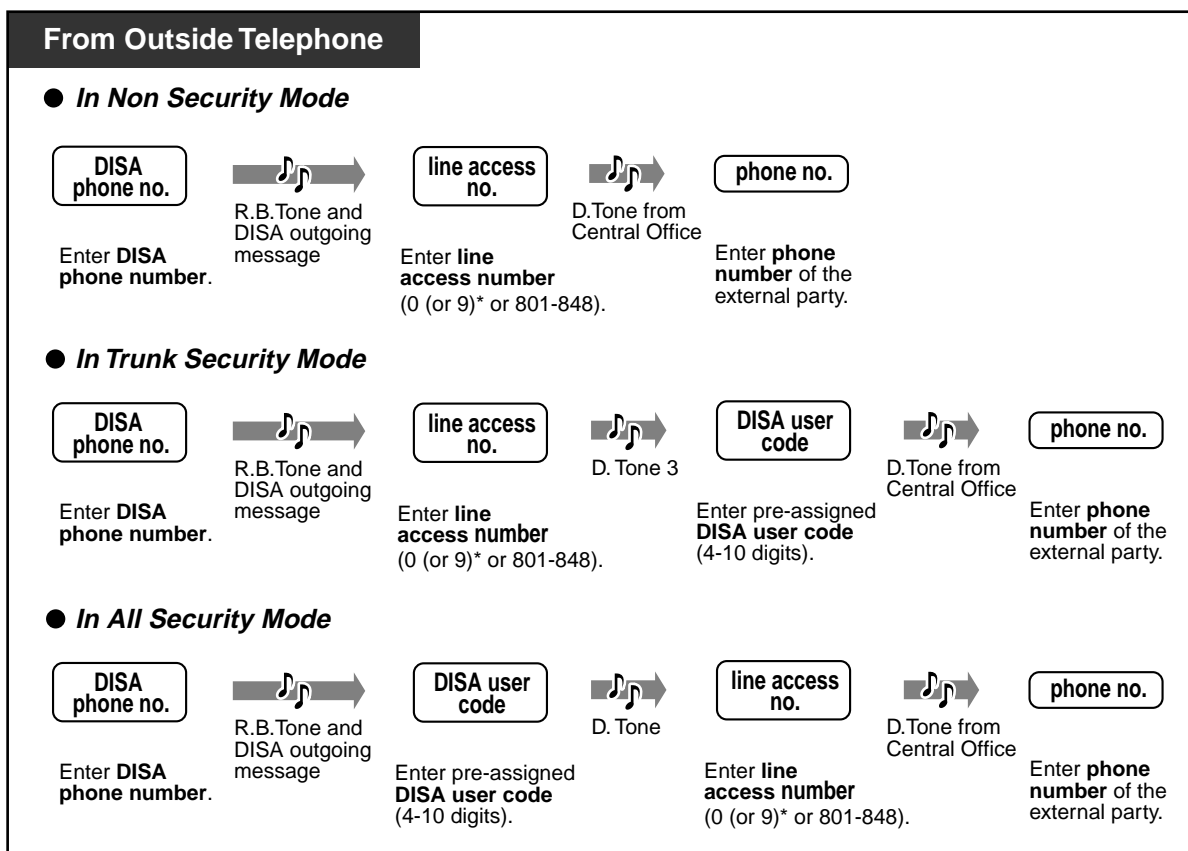 From Outside Telephone
● In Non Security Mode
DISA
phone no.
R.B.Tone and
DISA outgoing
message
line access
no.
D.Tone from
Central Office
phone no.
Enter DISA
phone number.
Enter line
access number
(0 (or 9)* or 801-848).
Enter phone
number of the
external party.
● In Trunk Security Mode
DISA
phone no.
R.B.Tone and
DISA outgoing
message
line access
no.
D. Tone 3
DISA user
code
D.Tone from
Central Office
phone no.
Enter DISA
phone number.
Enter line
access number
(0 (or 9)* or 801-848).
Enter pre-assigned
DISA user code
(4-10 digits).
Enter phone
number of the
external party.
● In All Security Mode
DISA
phone no.
R.B.Tone and
DISA outgoing
message
DISA user
code
D. Tone
line access
no.
D.Tone from
Central Office
phone no.
Enter DISA
phone number.
Enter pre-assigned
DISA user code
(4-10 digits).
Enter line
access number
(0 (or 9)* or 801-848).
Enter phone
number of the
external party.